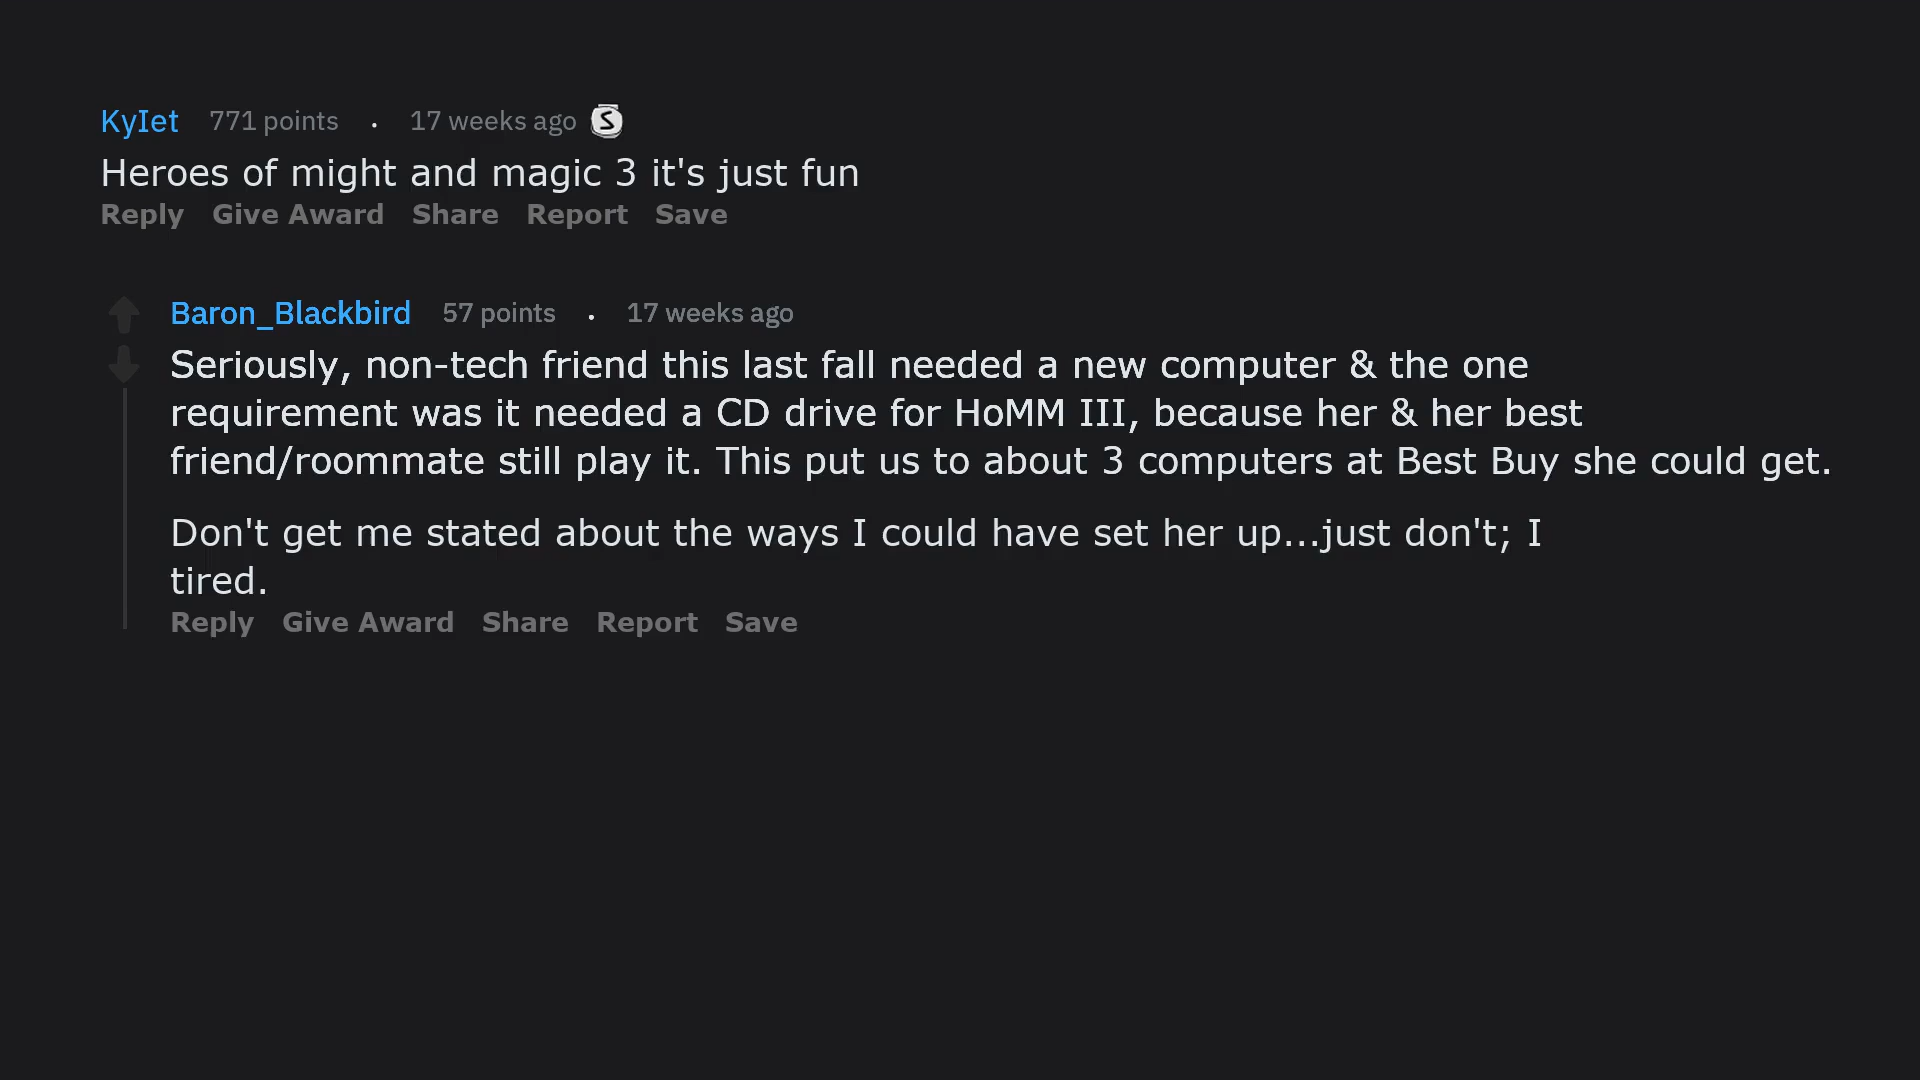 KyIet 771 points . 17 weeks ago S
Heroes of might and magic 3 it's just fun
Reply Give Award Share Report Save
Baron_Blackbird 57 points . 17 weeks ago
Seriously, non-tech friend this last fall needed a new computer & the one
requirement was it needed a CD drive for HoMM III, because her & her best
friend/roommate still play it. This put us to about 3 computers at Best Buy she could get.
Don't get me stated about the ways I could have set her up...just don't; I
tired.
Reply Give Award Share Report Save